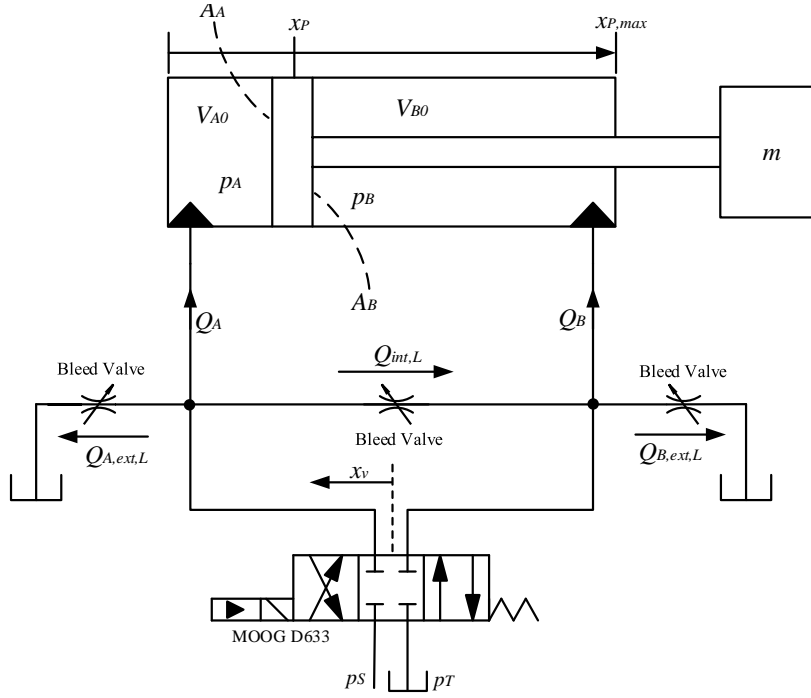 AA
xP
xP,max
VA0
VB0
m
pA
pB
AB
QA
QB
Bleed Valve
Qint,L
Bleed Valve
Bleed Valve
QA,ext,L
QB,ext,L
xv
MOOG D633
pS
pT